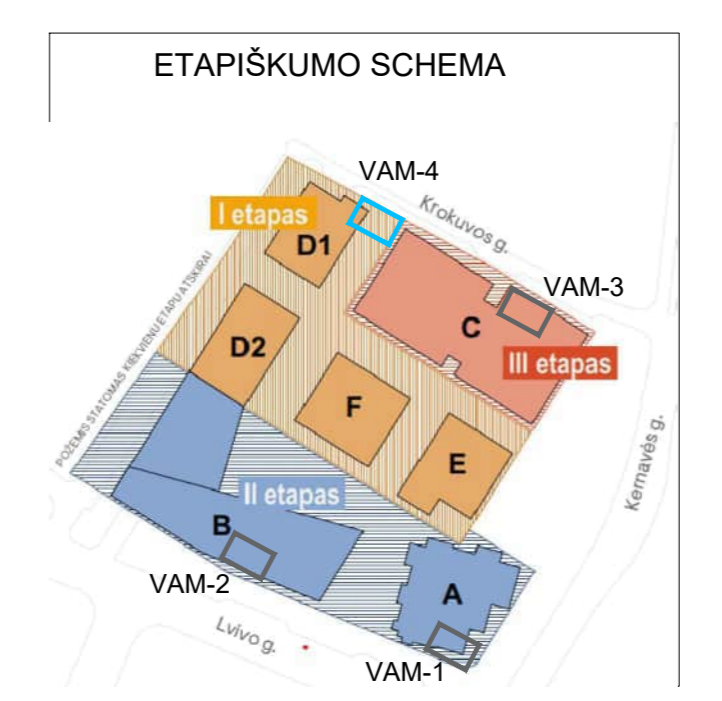 ETAPIŠKUMO SCHEMA
VAM-4
Krokuvos g.
I etapas
D1
VAM-3
C
POŽEMIS STATOMAS KIEKVIENU ETAPU ATSKIRAI
D2
III etapas
F
E
Kernavės g.
II etapas
B
VAM-2
A
Lvivo g.
VAM-1